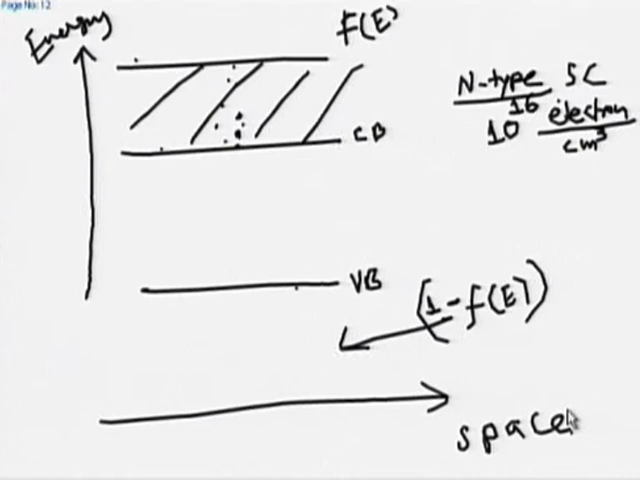 Page No: 12
Energy
F(E)
N-type SC
10^16 electron/cm^3
CB
VB
(1-f(E))
space